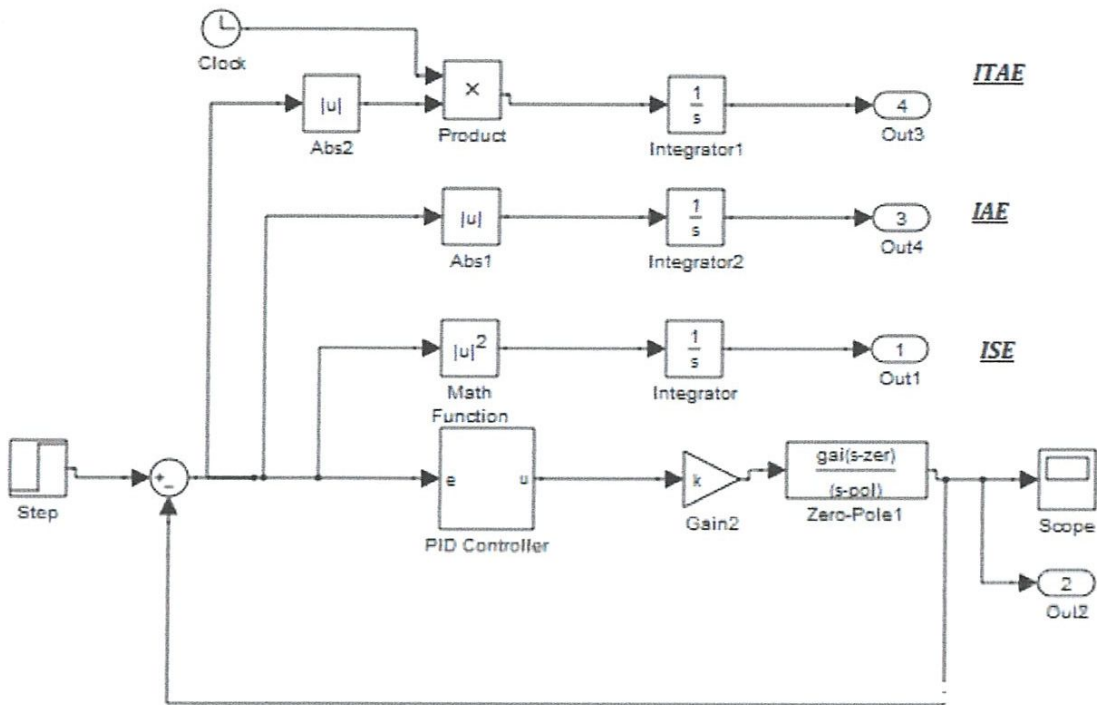 Clock
|u|
Abs2
×
Product
1
s
Integrator1
4
Out3
ITAE
|u|
Abs1
1
s
Integrator2
3
Out4
IAE
|u|2
Math
Function
1
s
Integrator
1
Out1
ISE
Step
+
−
e
u
PID Controller
k
Gain2
gai(s-zer)
(s-pol)
Zero-Pole1
Scope
2
Out2